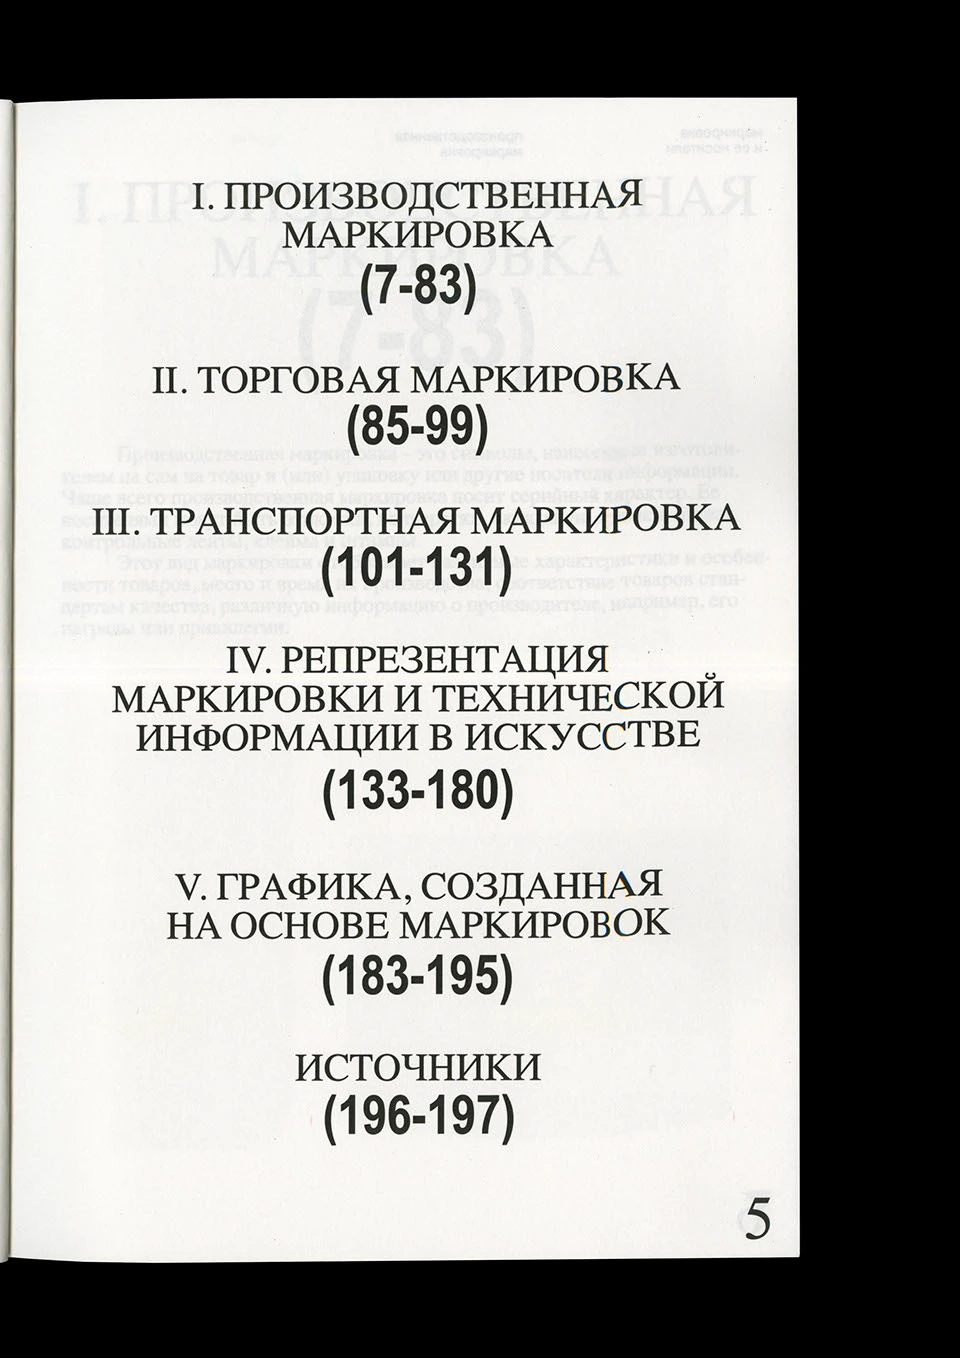 I. ПРОИЗВОДСТВЕННАЯ
МАРКИРОВКА
(7-83)
II. ТОРГОВАЯ МАРКИРОВКА
(85-99)
III. ТРАНСПОРТНАЯ МАРКИРОВКА
(101-131)
IV. РЕПРЕЗЕНТАЦИЯ
МАРКИРОВКИ И ТЕХНИЧЕСКОЙ
ИНФОРМАЦИИ В ИСКУССТВЕ
(133-180)
V. ГРАФИКА, СОЗДАННАЯ
НА ОСНОВЕ МАРКИРОВОК
(183-195)
ИСТОЧНИКИ
(196-197)
5